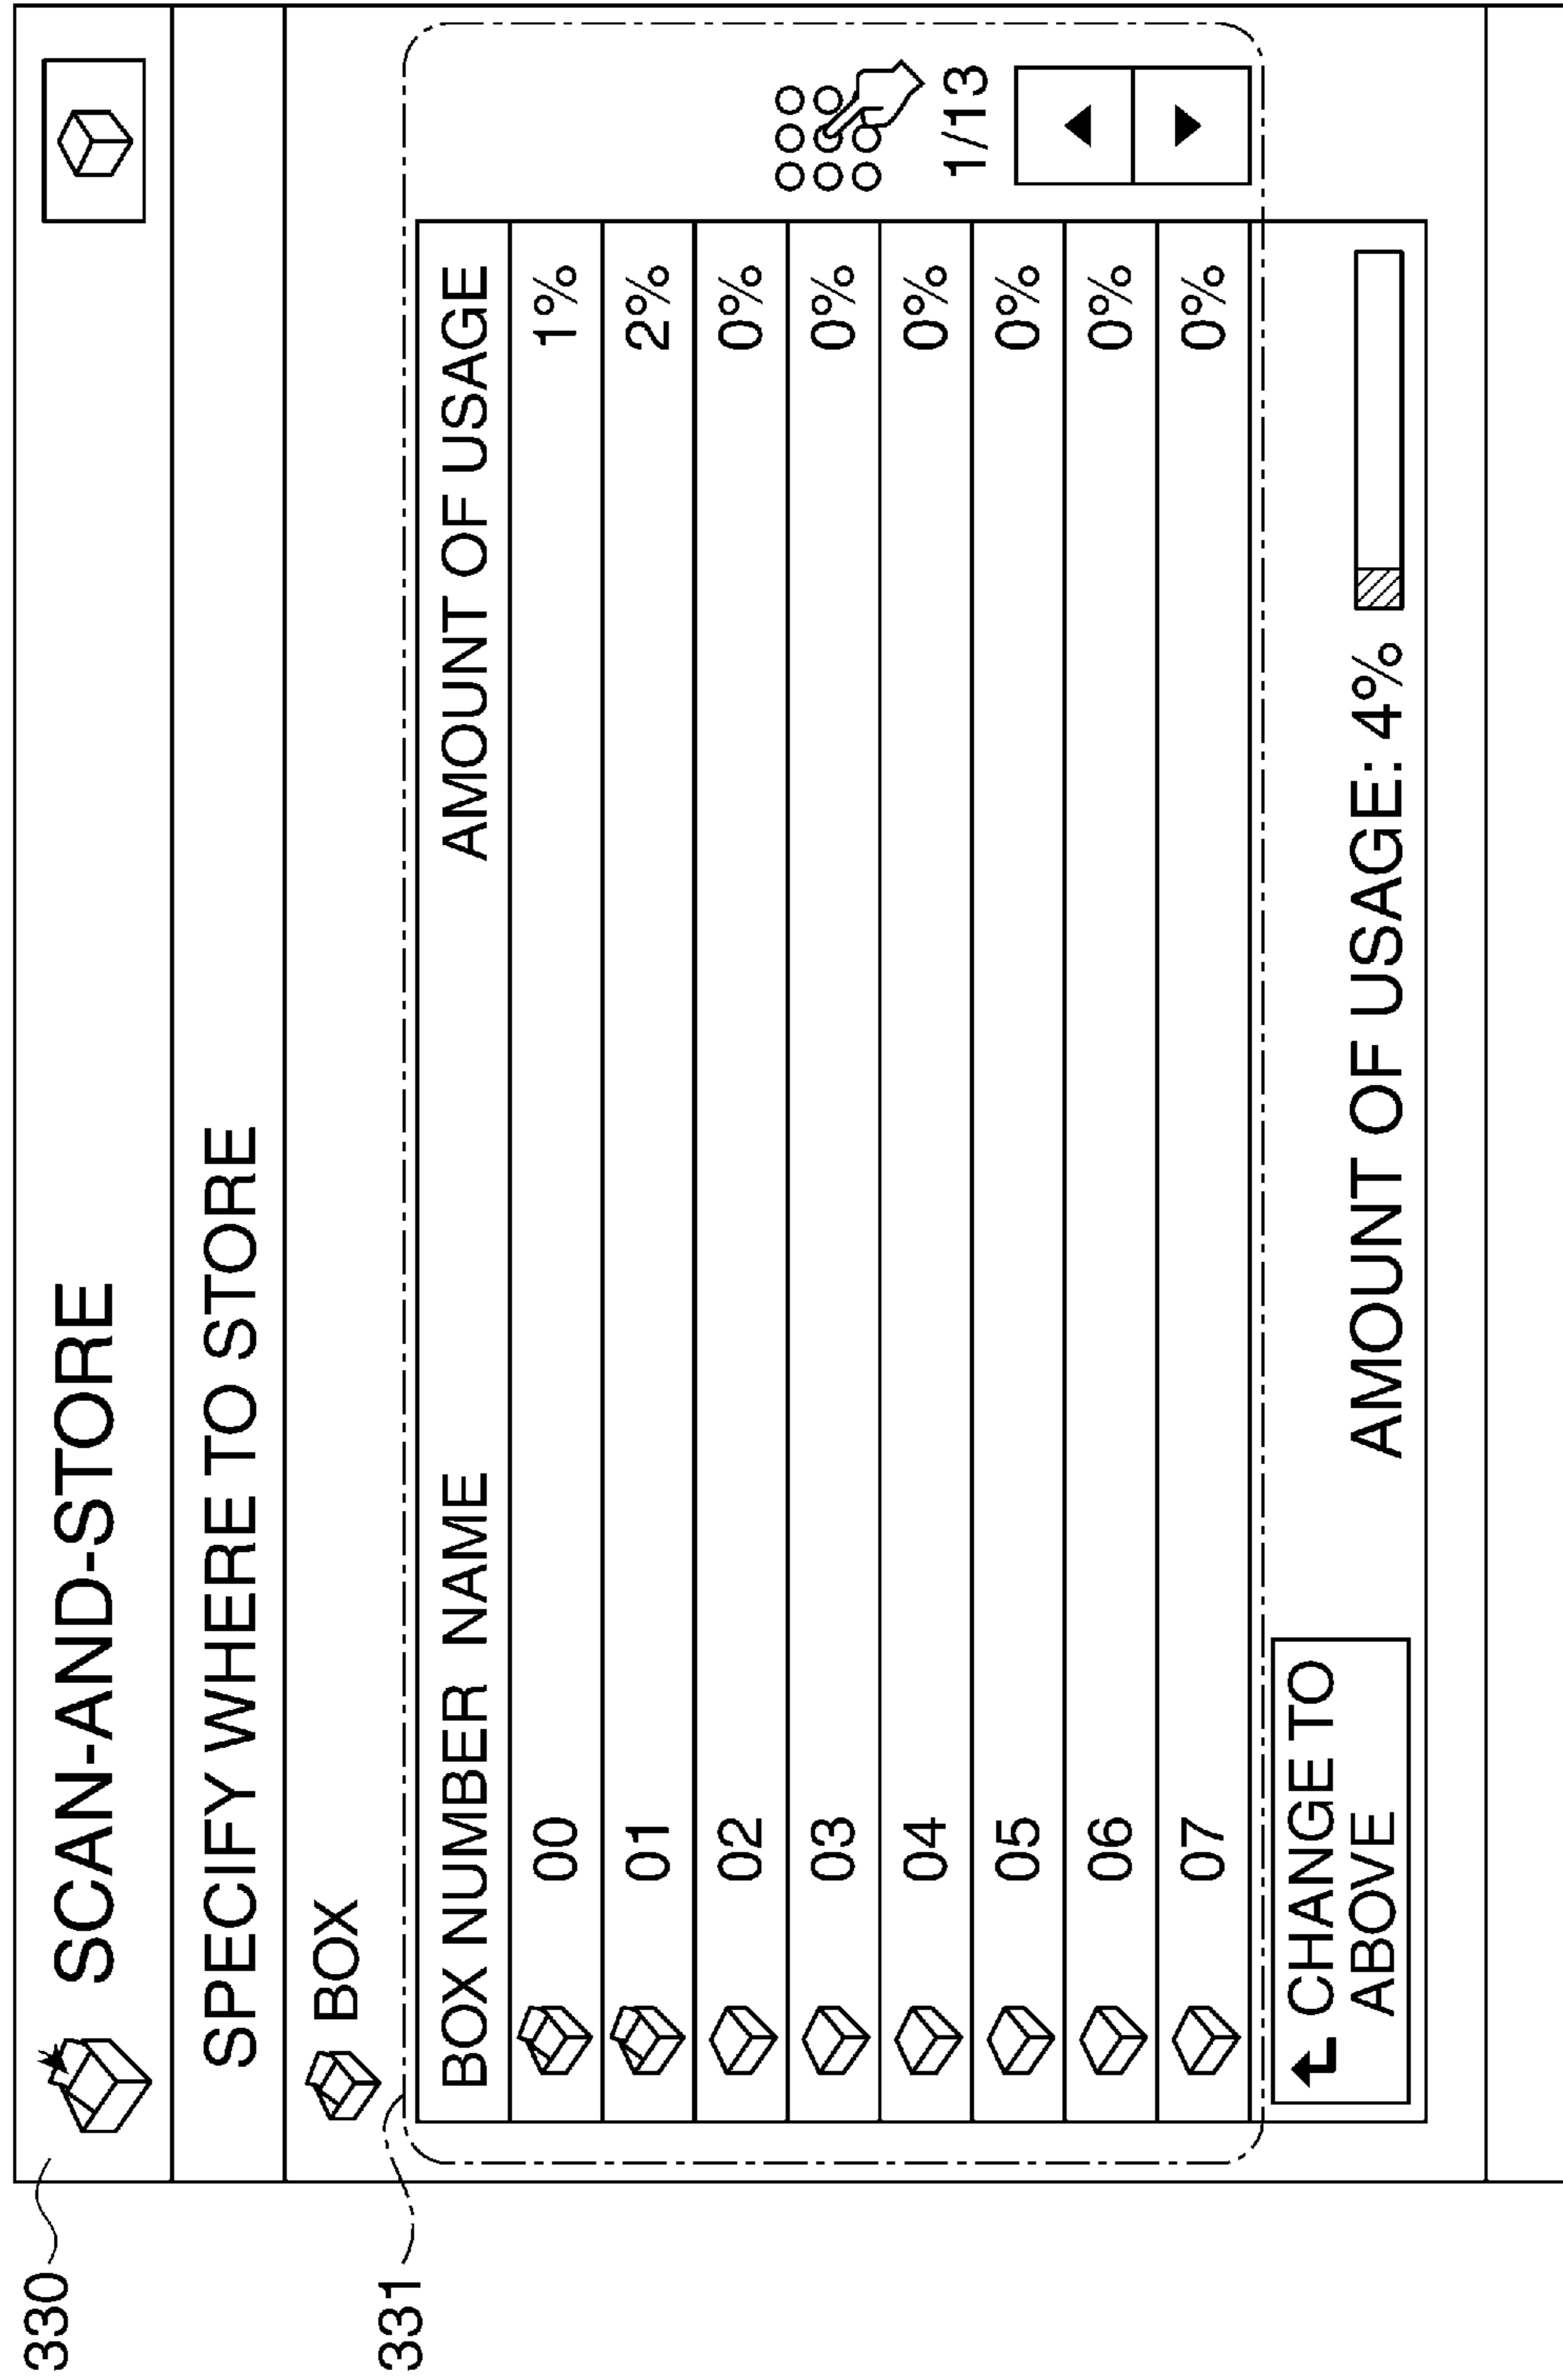 330
SCAN-AND-STORE
SPECIFY WHERE TO STORE
BOX
331
BOX NUMBER NAME AMOUNT OF USAGE
00 1%
01 2%
02 0%
03 0%
04 0%
05 0%
06 0%
07 0%
1/13
CHANGE TO
ABOVE
AMOUNT OF USAGE: 4%